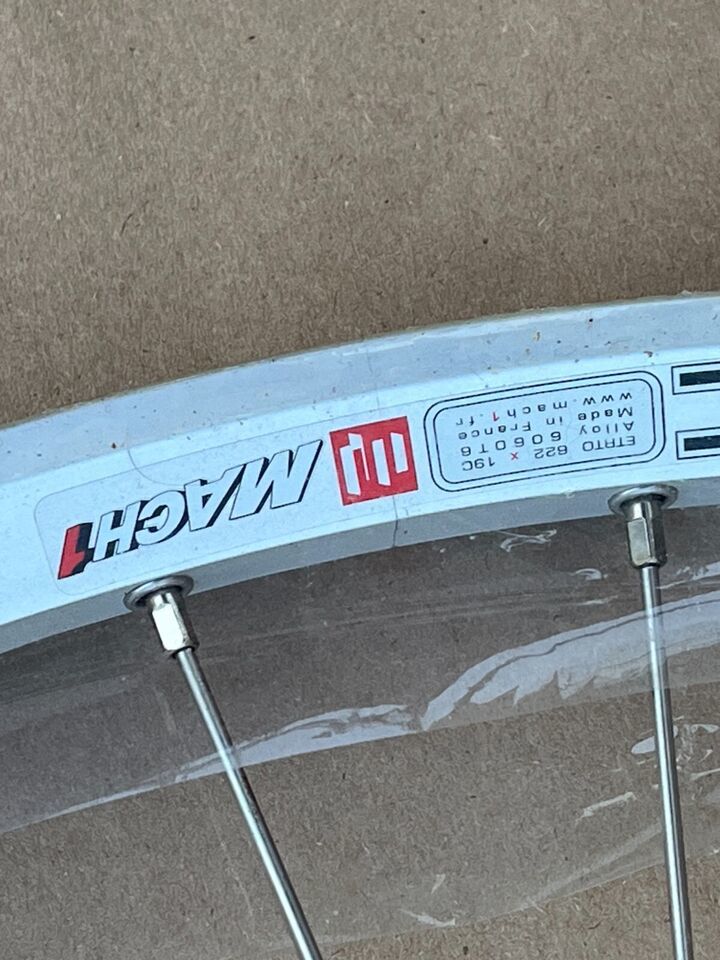 MACH1
ETRTO 622 x 19C
Alloy 6060T6
Made in France
www.mach1.fr